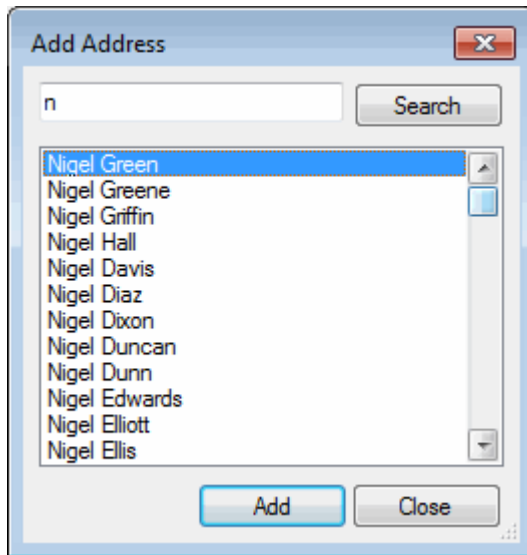 Add Address
n
Search
Nigel Green
Nigel Greene
Nigel Griffin
Nigel Hall
Nigel Davis
Nigel Diaz
Nigel Dixon
Nigel Duncan
Nigel Dunn
Nigel Edwards
Nigel Elliott
Nigel Ellis
Add
Close